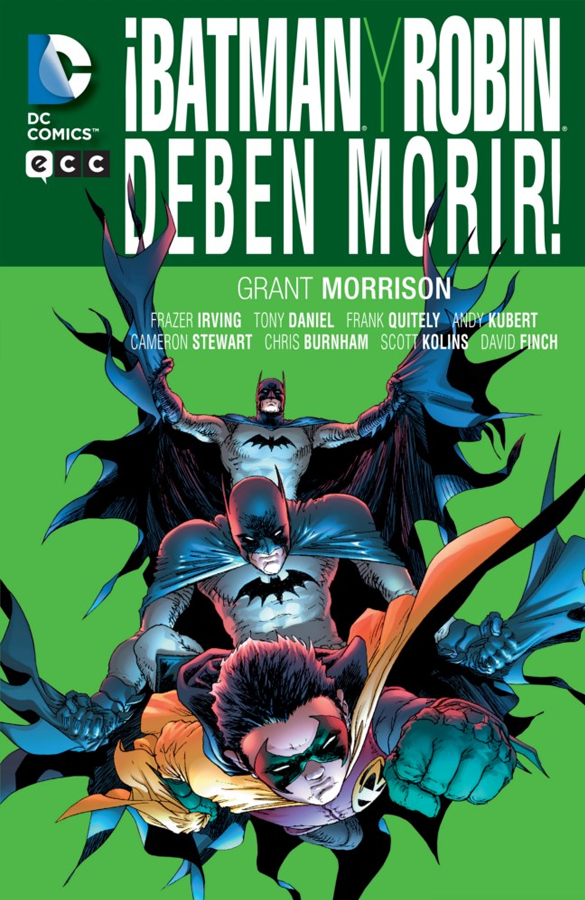 DC
COMICS™
ecc
¡BATMAN® Y ROBIN®
DEBEN MORIR!
GRANT MORRISON
FRAZER IRVING TONY DANIEL FRANK QUITELY ANDY KUBERT
CAMERON STEWART CHRIS BURNHAM SCOTT KOLINS DAVID FINCH
R